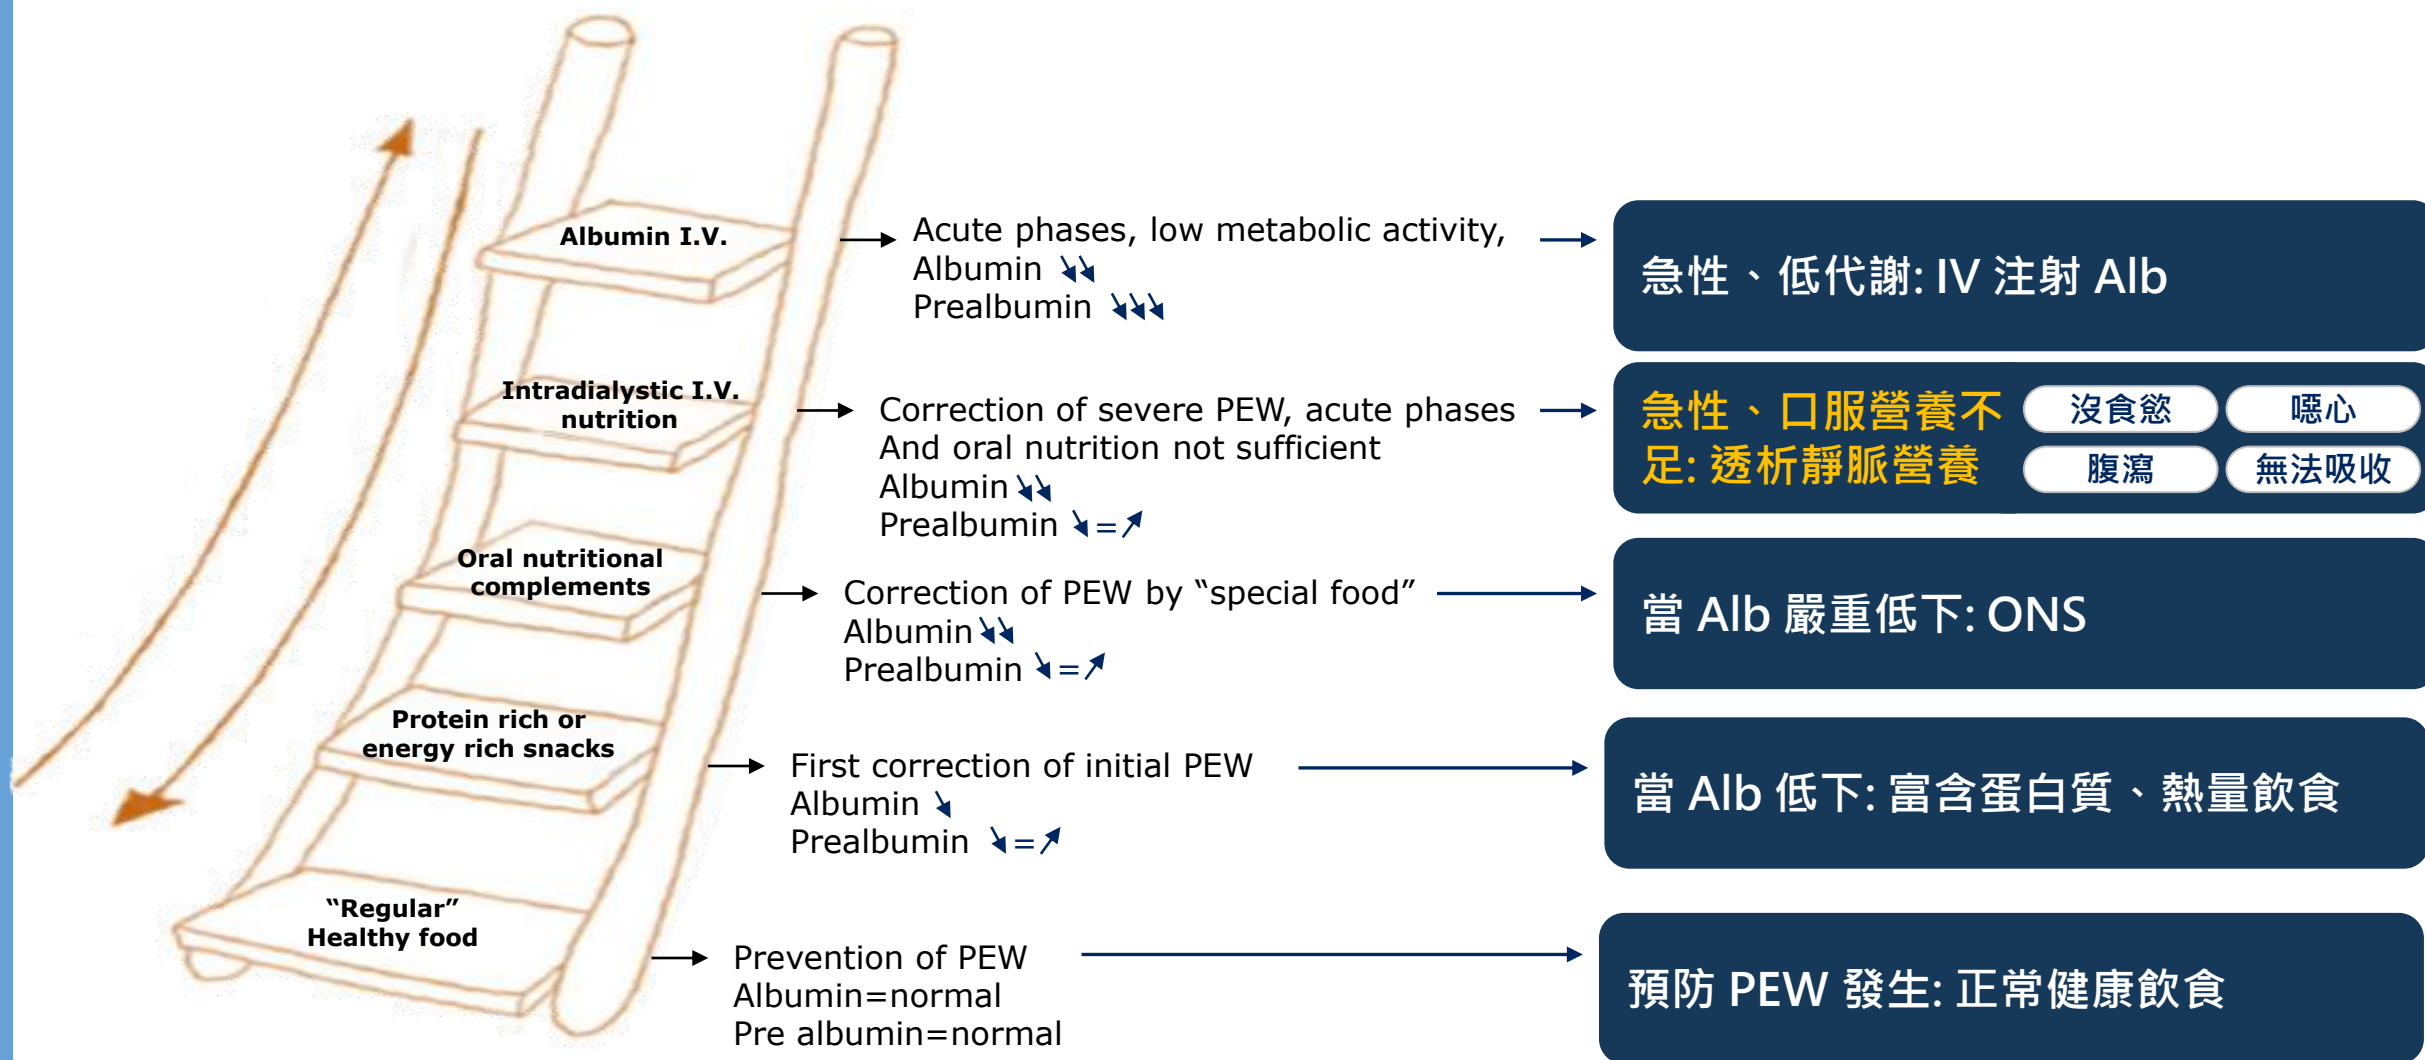 Albumin I.V.
Acute phases, low metabolic activity,
Albumin ↘↘
Prealbumin ↘↘↘
急性、低代謝: IV 注射 Alb
Intradialystic I.V.
nutrition
Correction of severe PEW, acute phases
And oral nutrition not sufficient
Albumin ↘↘
Prealbumin ↘=↗
急性、口服營養不
足: 透析靜脈營養
沒食慾
噁心
腹瀉
無法吸收
Oral nutritional
complements
Correction of PEW by “special food”
Albumin ↘↘
Prealbumin ↘=↗
當 Alb 嚴重低下: ONS
Protein rich or
energy rich snacks
First correction of initial PEW
Albumin ↘
Prealbumin ↘=↗
當 Alb 低下: 富含蛋白質、熱量飲食
“Regular”
Healthy food
Prevention of PEW
Albumin=normal
Pre albumin=normal
預防 PEW 發生: 正常健康飲食